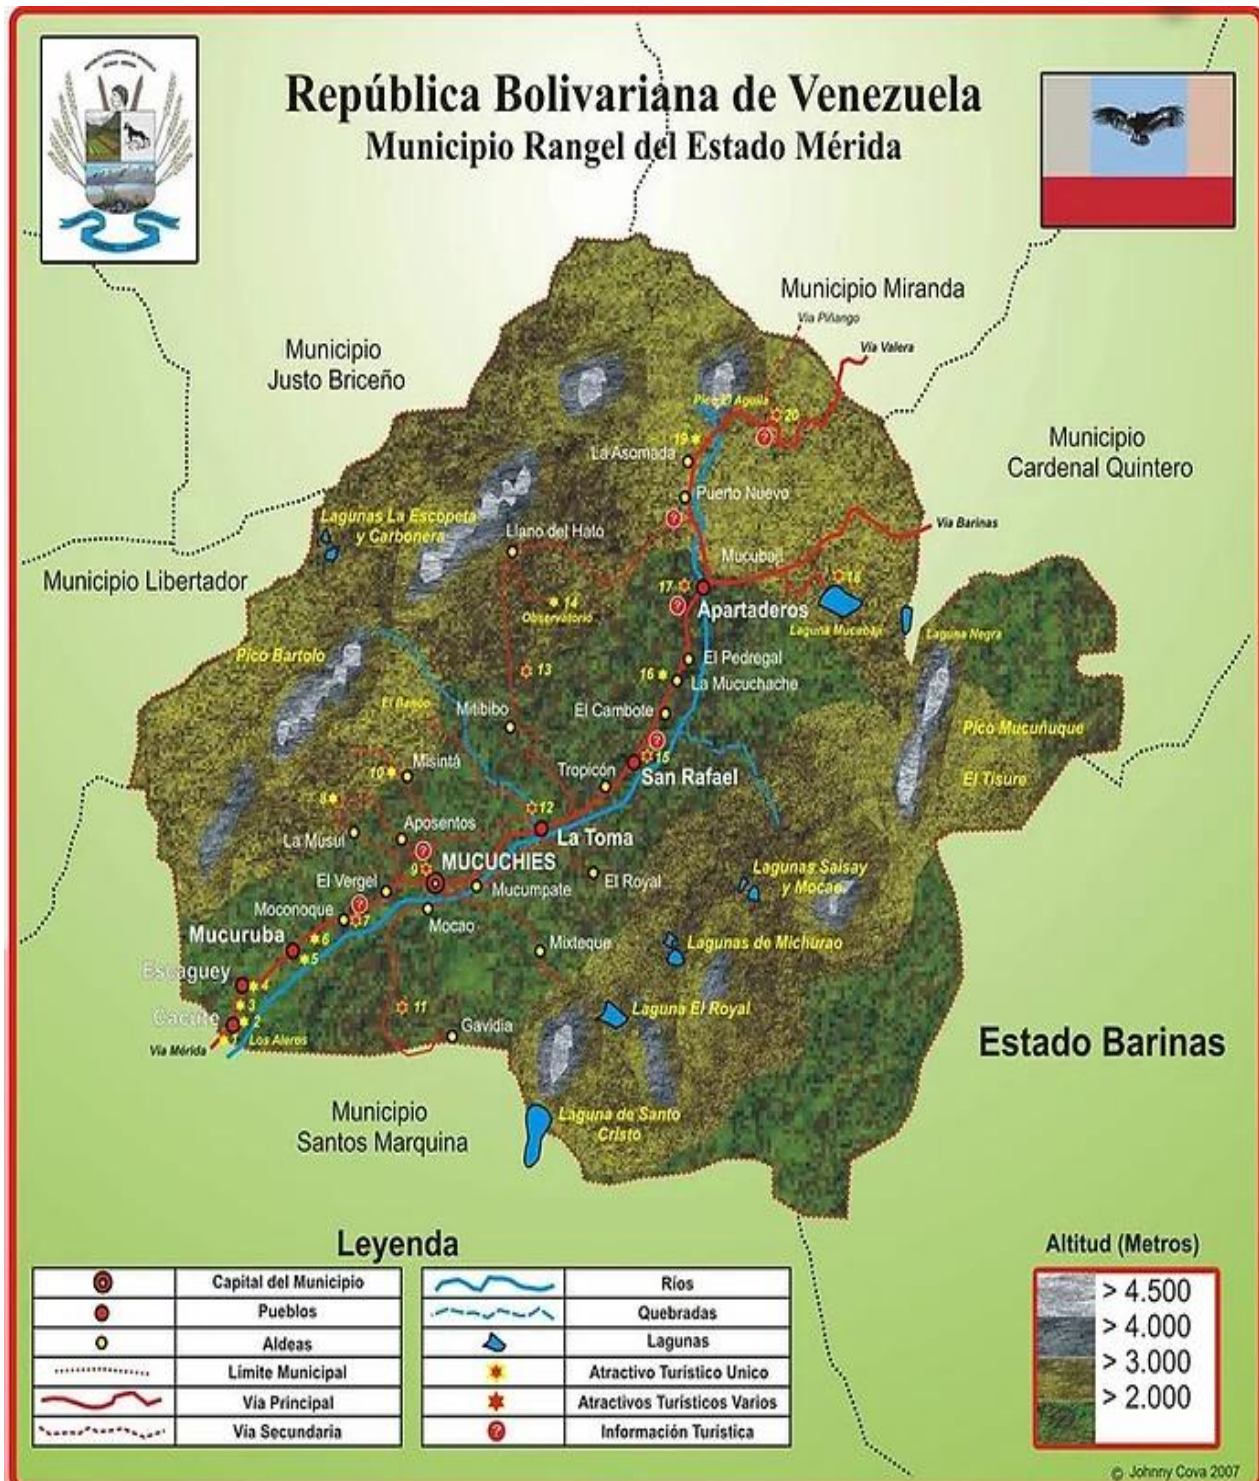 República Bolivariana de Venezuela
Municipio Rangel del Estado Mérida
Municipio Miranda
Vía Piñango
Vía Valera
Municipio
Justo Briceño
Pico El Aguila
20
19
La Asomada
Municipio
Cardenal Quintero
Puerto Nuevo
Lagunas La Escopeta
y Carbonera
Llano del Hato
Vía Barinas
Mucubají
Municipio Libertador
17
18
14
Observatorio
Apartaderos
Laguna Mucubají
Laguna Negra
Pico Bartolo
El Pedregal
16
La Mucuchache
13
Mitibibo
El Cambote
Pico Mucuñuque
El Tisure
10
Misintá
15
San Rafael
Tropicón
8
12
La Musuí
Aposentos
La Toma
9
MUCUCHIES
El Royal
Lagunas Saisay
y Mocao
El Vergel
Mucumpate
Moconoque
7
Mocao
Mucuruba
6
5
Mixteque
Lagunas de Michurao
Escaguey
4
3
11
Laguna El Royal
Cacute
2
1
Los Aleros
Gavidia
Vía Mérida
Estado Barinas
Municipio
Santos Marquina
Laguna de Santo
Cristo
Leyenda
Capital del Municipio
Pueblos
Aldeas
Límite Municipal
Vía Principal
Vía Secundaria
Ríos
Quebradas
Lagunas
Atractivo Turístico Unico
Atractivos Turísticos Varios
Información Turística
Altitud (Metros)
> 4.500
> 4.000
> 3.000
> 2.000
© Johnny Cova 2007